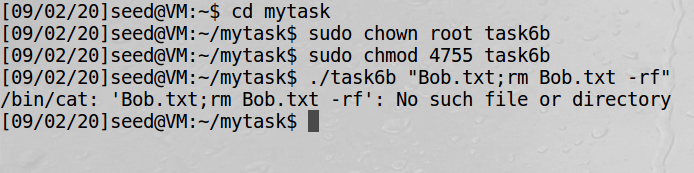 [09/02/20]seed@VM:~$ cd mytask
[09/02/20]seed@VM:~/mytask$ sudo chown root task6b
[09/02/20]seed@VM:~/mytask$ sudo chmod 4755 task6b
[09/02/20]seed@VM:~/mytask$ ./task6b "Bob.txt;rm Bob.txt -rf"
/bin/cat: 'Bob.txt;rm Bob.txt -rf': No such file or directory
[09/02/20]seed@VM:~/mytask$